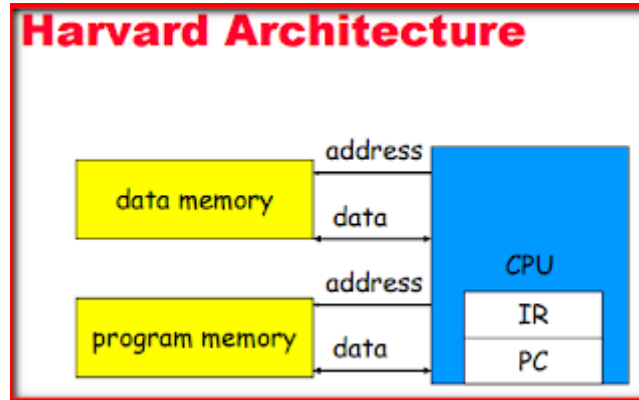 Harvard Architecture
address
data memory
data
CPU
address
IR
program memory
data
PC